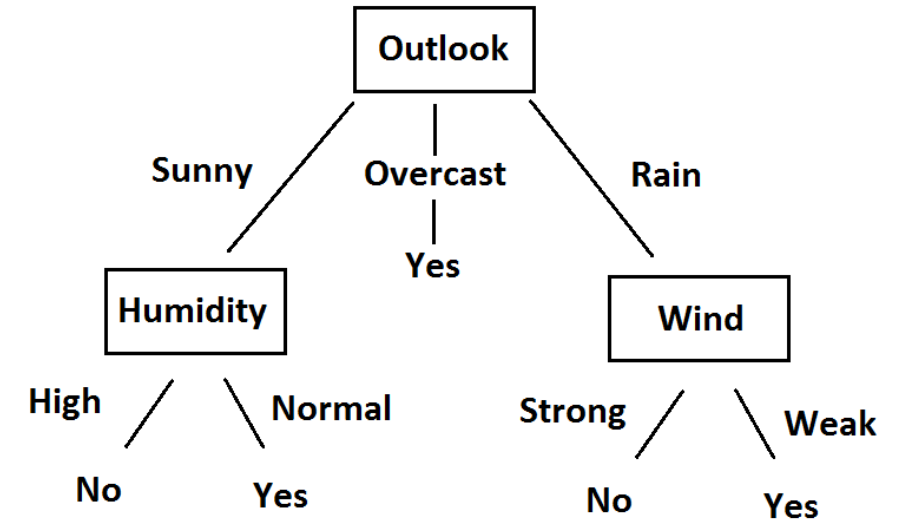 Outlook
Sunny
Overcast
Rain
Yes
Humidity
Wind
High
Normal
Strong
Weak
No
Yes
No
Yes